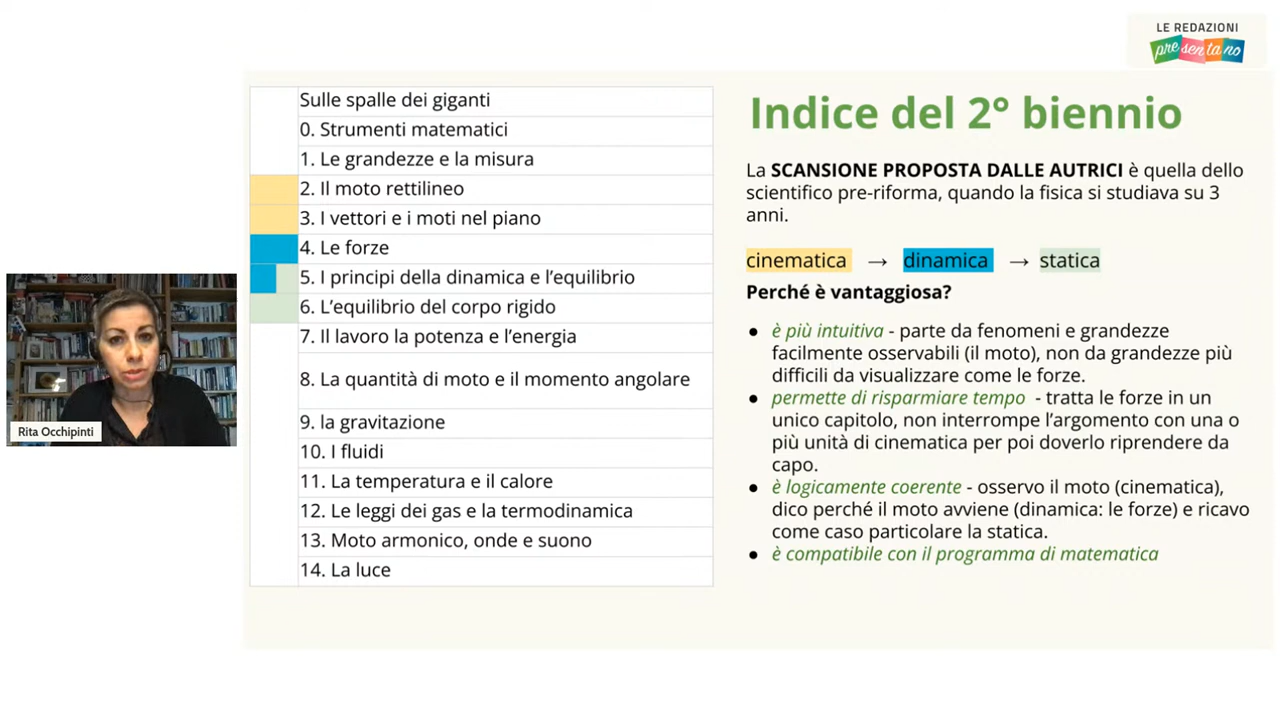 LE REDAZIONI
presentano
Sulle spalle dei giganti
0. Strumenti matematici
1. Le grandezze e la misura
2. Il moto rettilineo
3. I vettori e i moti nel piano
4. Le forze
5. I principi della dinamica e l’equilibrio
6. L’equilibrio del corpo rigido
7. Il lavoro la potenza e l’energia
8. La quantità di moto e il momento angolare
9. la gravitazione
10. I fluidi
11. La temperatura e il calore
12. Le leggi dei gas e la termodinamica
13. Moto armonico, onde e suono
14. La luce
Indice del 2° biennio
La SCANSIONE PROPOSTA DALLE AUTRICI è quella dello
scientifico pre-riforma, quando la fisica si studiava su 3
anni.
cinematica → dinamica → statica
Perché è vantaggiosa?
● è più intuitiva - parte da fenomeni e grandezze
facilmente osservabili (il moto), non da grandezze più
difficili da visualizzare come le forze.
● permette di risparmiare tempo - tratta le forze in un
unico capitolo, non interrompe l’argomento con una o
più unità di cinematica per poi doverlo riprendere da
capo.
● è logicamente coerente - osservo il moto (cinematica),
dico perché il moto avviene (dinamica: le forze) e ricavo
come caso particolare la statica.
● è compatibile con il programma di matematica
Rita Occhipinti